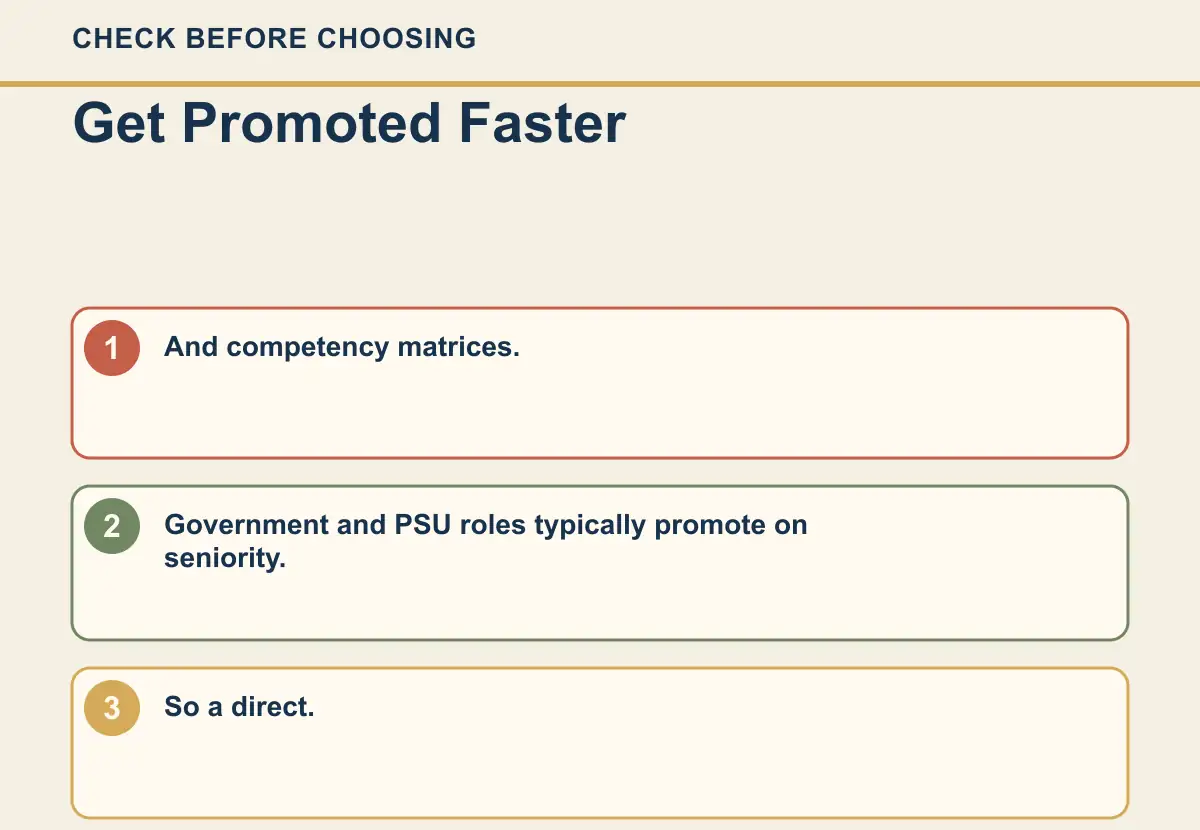 CHECK BEFORE CHOOSING
Get Promoted Faster
1
And competency matrices.
2
Government and PSU roles typically promote on
seniority.
3
So a direct.